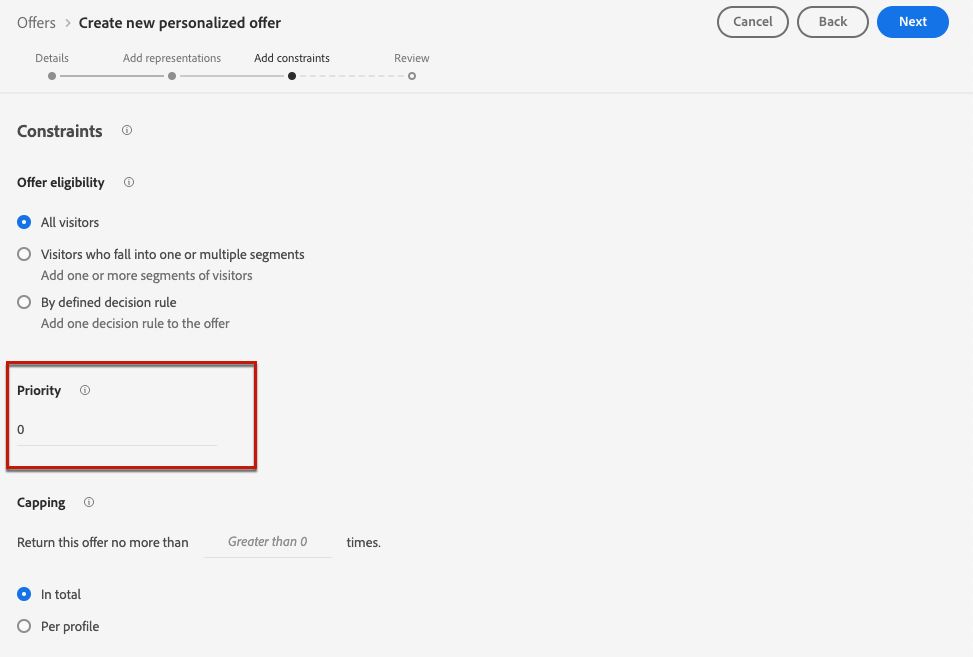 Offers > Create new personalized offer
Cancel
Back
Next
Details
Add representations
Add constraints
Review
Constraints
Offer eligibility
All visitors
Visitors who fall into one or multiple segments
Add one or more segments of visitors
By defined decision rule
Add one decision rule to the offer
Priority
0
Capping
Return this offer no more than Greater than 0 times.
In total
Per profile